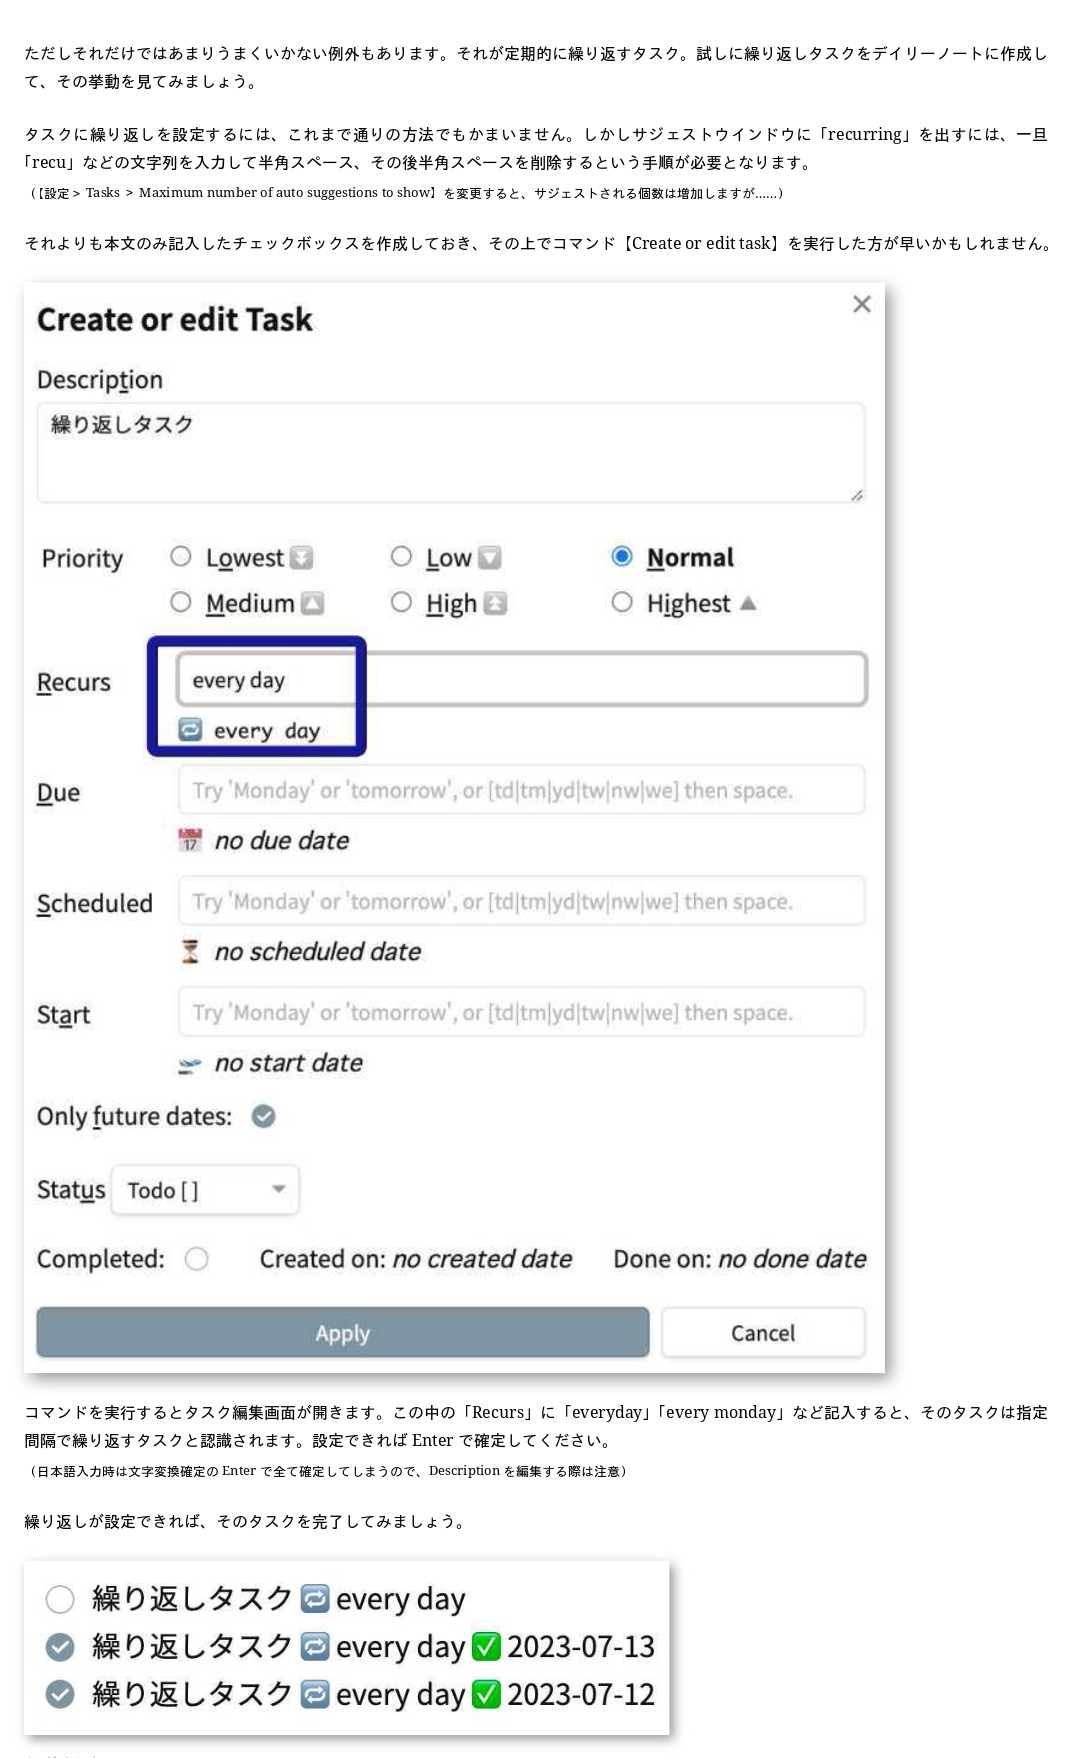 ただしそれだけではあまりうまくいかない例外もあります。それが定期的に繰り返すタスク。試しに繰り返しタスクをデイリーノートに作成し
て、その挙動を見てみましょう。
タスクに繰り返しを設定するには、これまで通りの方法でもかまいません。しかしサジェストウインドウに「recurring」を出すには、一旦
「recu」などの文字列を入力して半角スペース、その後半角スペースを削除するという手順が必要となります。
（【設定 > Tasks > Maximum number of auto suggestions to show】を変更すると、サジェストされる個数は増加しますが……）
それよりも本文のみ記入したチェックボックスを作成しておき、その上でコマンド【Create or edit task】を実行した方が早いかもしれません。
Create or edit Task
Description
繰り返しタスク
Priority Lowest Low Normal
Medium High Highest
Recurs every day
every day
Due Try 'Monday' or 'tomorrow', or [td|tm|yd|tw|nw|we] then space.
17 no due date
Scheduled Try 'Monday' or 'tomorrow', or [td|tm|yd|tw|nw|we] then space.
no scheduled date
Start Try 'Monday' or 'tomorrow', or [td|tm|yd|tw|nw|we] then space.
no start date
Only future dates:
Status Todo [ ]
Completed: Created on: no created date Done on: no done date
Apply Cancel
コマンドを実行するとタスク編集画面が開きます。この中の「Recurs」に「everyday」「every monday」など記入すると、そのタスクは指定
間隔で繰り返すタスクと認識されます。設定できれば Enter で確定してください。
（日本語入力時は文字変換確定の Enter で全て確定してしまうので、Description を編集する際は注意）
繰り返しが設定できれば、そのタスクを完了してみましょう。
繰り返しタスク 🔁 every day
繰り返しタスク 🔁 every day ✅ 2023-07-13
繰り返しタスク 🔁 every day ✅ 2023-07-12